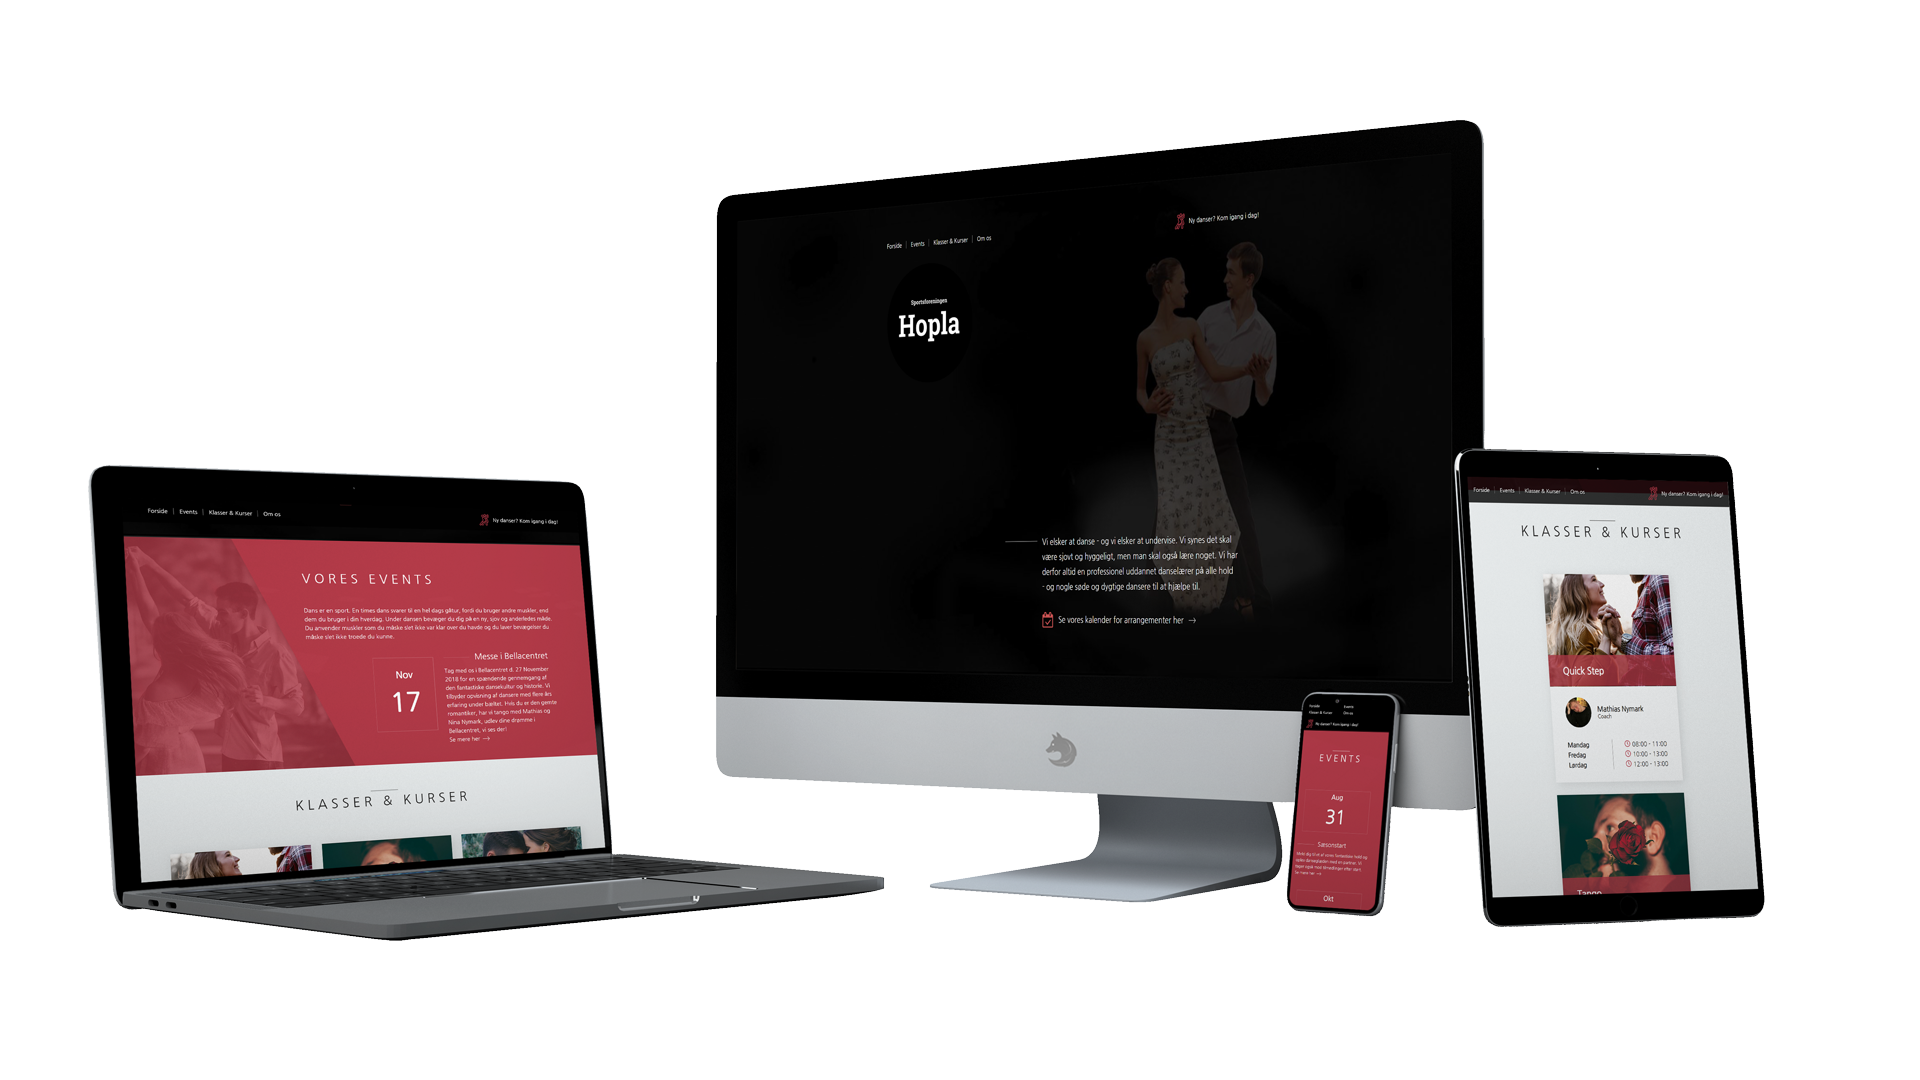 Forside | Events | Klasser & Kurser | Om os
Ny danser? Kom igang i dag!
VORES EVENTS
Dans er en sport. En times dans svarer til en hel dags gåtur, fordi du bruger andre muskler, end
dem du bruger i din hverdag. Under dansen bevæger du dig på en ny, sjov og anderledes måde.
Du anvender muskler som du måske slet ikke var klar over du havde og du laver bevægelser du
måske slet ikke troede du kunne.
Nov
17
Messe i Bellacentret
Tag med os i Bellacentret d. 27 November
2018 for en spændende gennemgang af
den fantastiske dansekultur og historie. Vi
tilbyder opvisning af dansere med flere års
erfaring under bæltet. Hvis du er den gemte
romantiker, har vi tango med Mathias og
Nina Nymark, udlev dine drømme i
Bellacentret, vi ses der!
Se mere her →
KLASSER & KURSER
Forside | Events | Klasser & Kurser | Om os
Ny danser? Kom igang i dag!
Sportsforeningen
Hopla
Vi elsker at danse - og vi elsker at undervise. Vi synes det skal
være sjovt og hyggeligt, men man skal også lære noget. Vi har
derfor altid en professionel uddannet danselærer på alle hold
- og nogle søde og dygtige dansere til at hjælpe til.
Se vores kalender for arrangementer her →
Forside Events
Klasser & Kurser Om os
Ny danser? Kom igang i dag!
EVENTS
Aug
31
Sæsonstart
Se mere her →
Okt
Forside | Events | Klasser & Kurser | Om os
Ny danser? Kom igang i dag!
KLASSER & KURSER
Quick Step
Mathias Nymark
Coach
Mandag 08:00 - 11:00
Fredag 10:00 - 13:00
Lørdag 12:00 - 13:00
Tango